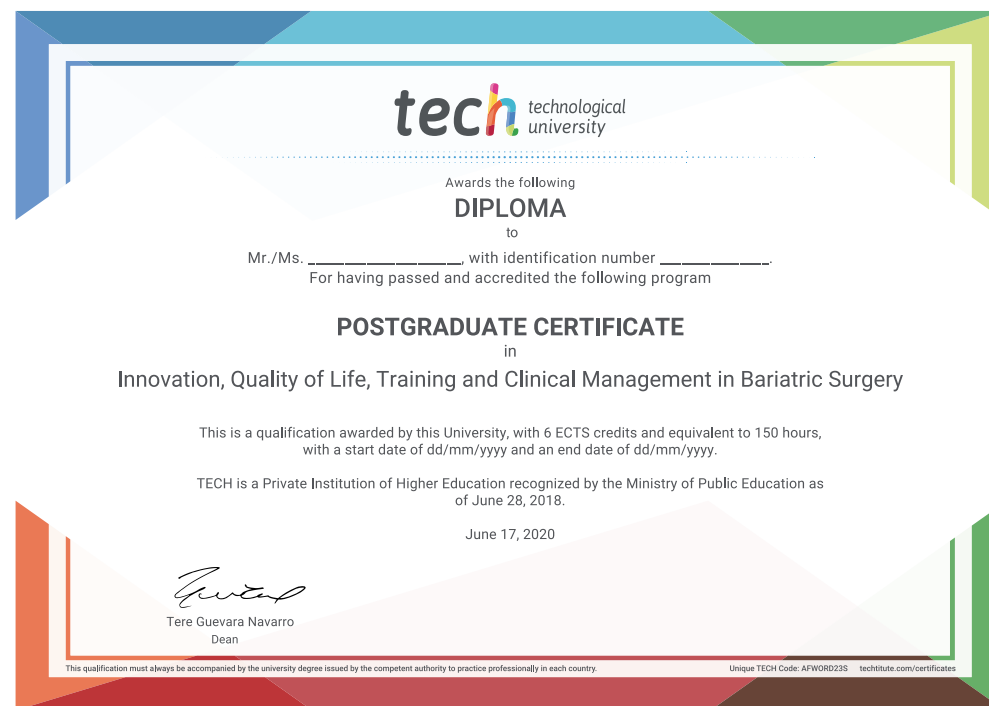 tech technological
university
Awards the following
DIPLOMA
to
Mr./Ms. ____________________, with identification number ______________.
For having passed and accredited the following program
POSTGRADUATE CERTIFICATE
in
Innovation, Quality of Life, Training and Clinical Management in Bariatric Surgery
This is a qualification awarded by this University, with 6 ECTS credits and equivalent to 150 hours,
with a start date of dd/mm/yyyy and an end date of dd/mm/yyyy.
TECH is a Private Institution of Higher Education recognized by the Ministry of Public Education as
of June 28, 2018.
June 17, 2020
Tere Guevara Navarro
Dean
This qualification must always be accompanied by the university degree issued by the competent authority to practice professionally in each country.
Unique TECH Code: AFWORD23S techtitute.com/certificates